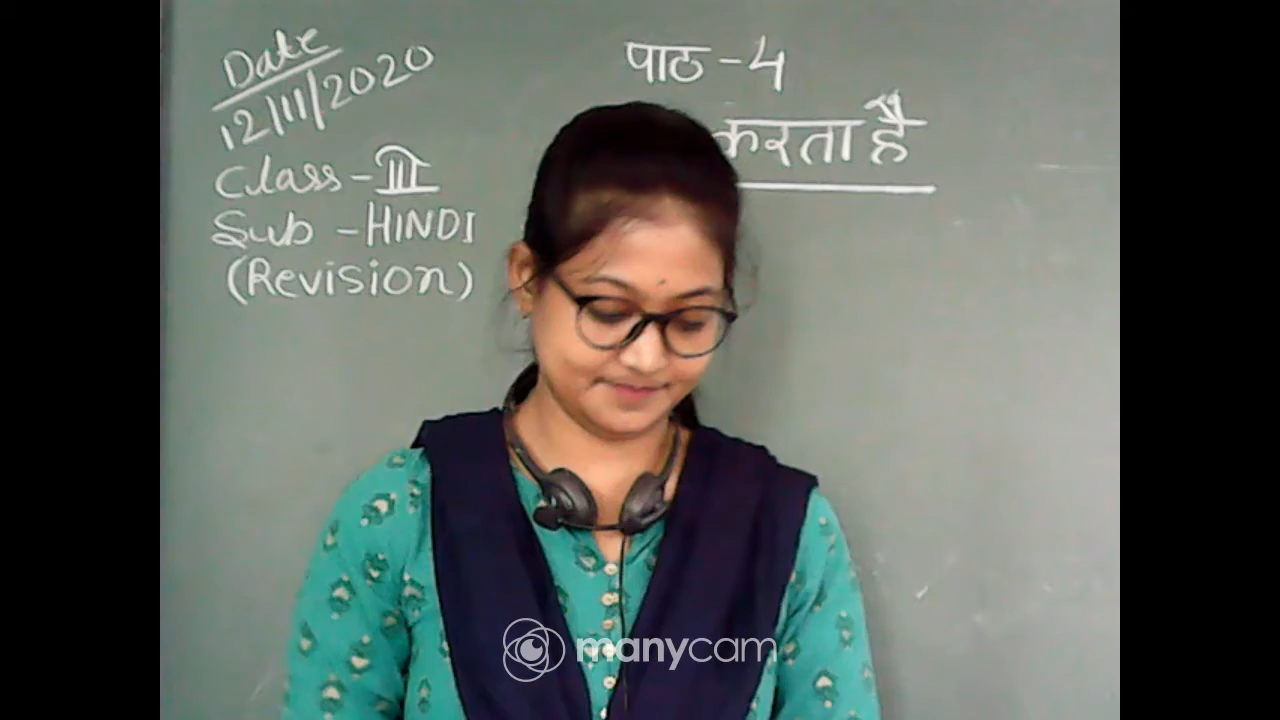 Date
12/11/2020
Class - III
Sub - HINDI
(Revision)
पाठ - 4
करता है
manycam